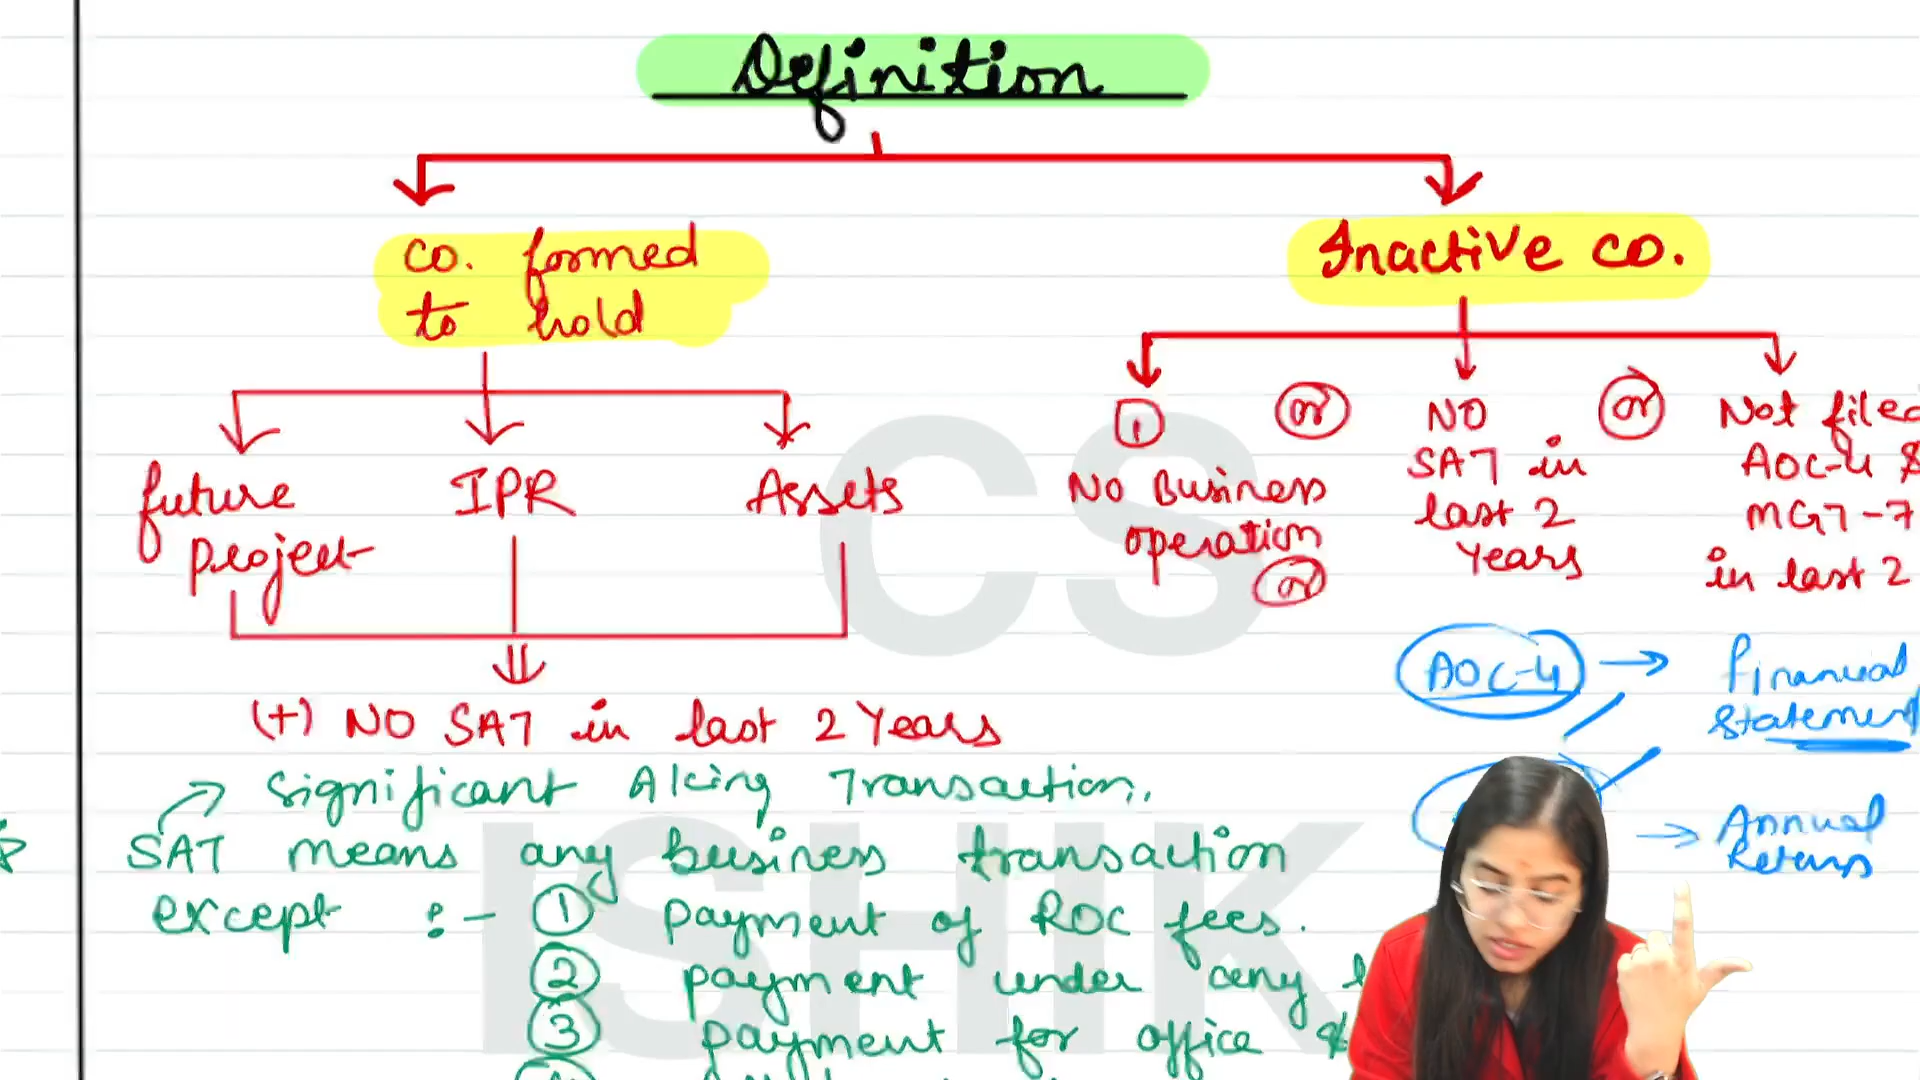 Definition
co. formed
to hold
Inactive co.
future
Project
IPR
Assets
(+) NO SAT in last 2 Years
1
NO Business
operation
or
or
NO
SAT in
last 2
Years
or
Not filed
AOC-4 &
MGT-7
in last 2
AOC-4 → Financial
Statement
→ Annual
Return
Significant A/cing Transaction.
SAT means any business transaction
except :- 1 payment of ROC fees.
2 payment under any
3 payment for office &
CS
ISHIK